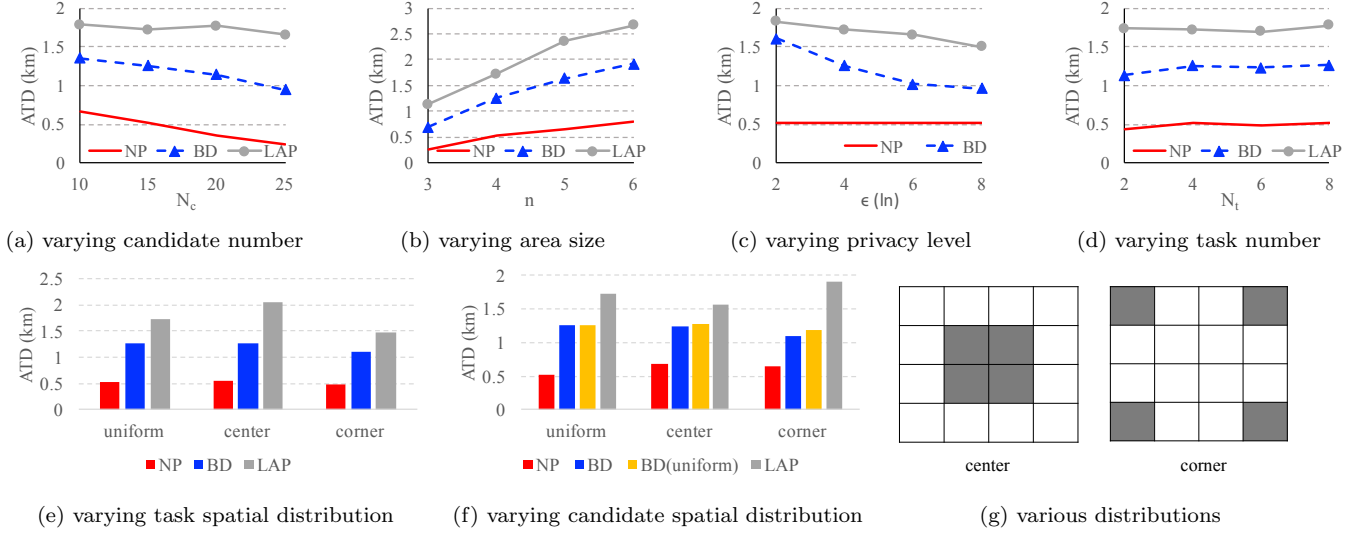 ATD (km)
2
1.5
1
0.5
0
NP BD LAP
10 15 20 25
N_c
(a) varying candidate number
ATD (km)
3
2.5
2
1.5
1
0.5
0
NP BD LAP
3 4 5 6
n
(b) varying area size
ATD (km)
2
1.5
1
0.5
0
NP BD
2 4 6 8
ϵ (ln)
(c) varying privacy level
ATD (km)
2
1.5
1
0.5
0
NP BD LAP
2 4 6 8
N_t
(d) varying task number
ATD (km)
2.5
2
1.5
1
0.5
0
uniform center corner
NP BD LAP
(e) varying task spatial distribution
ATD (km)
2
1.5
1
0.5
0
uniform center corner
NP BD BD(uniform) LAP
(f) varying candidate spatial distribution
center corner
(g) various distributions